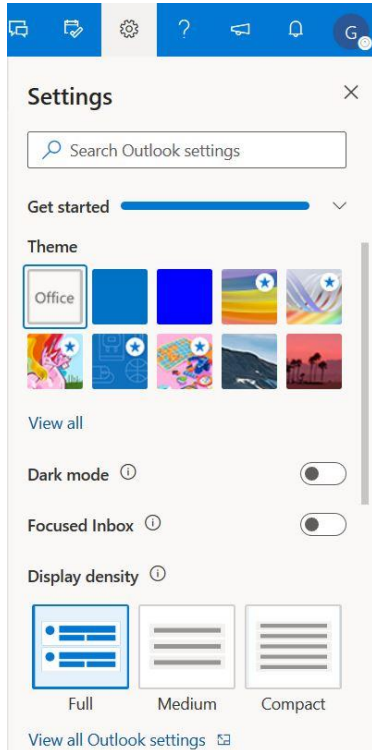 G
Settings
Search Outlook settings
Get started
Theme
Office
View all
Dark mode
Focused Inbox
Display density
Full Medium Compact
View all Outlook settings